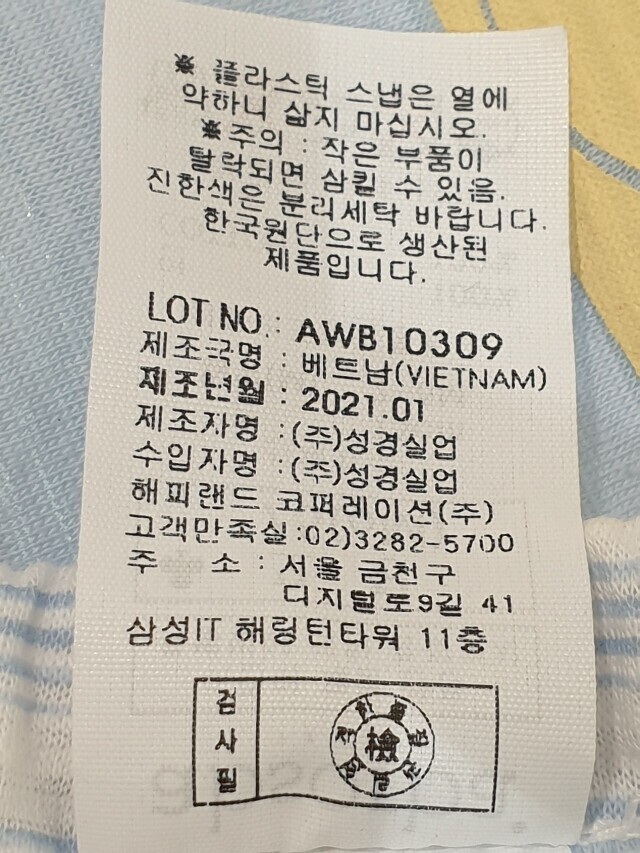 ※ 플라스틱 스냅은 열에
약하니 삶지 마십시오.
※주의 : 작은 부품이
탈락되면 삼킬 수 있음.
진한색은 분리세탁 바랍니다.
한국원단으로 생산된
제품입니다.
LOT NO. : AWB10309
제조국명 : 베트남(VIETNAM)
제조년월 : 2021.01
제조자명 :(주)성경실업
수입자명 :(주)성경실업
해피랜드 코퍼레이션(주)
고객만족실:02)3282-5700
주 소 : 서울 금천구
디지털로9길 41
삼성IT 해링턴타워 11층
검사필
檢